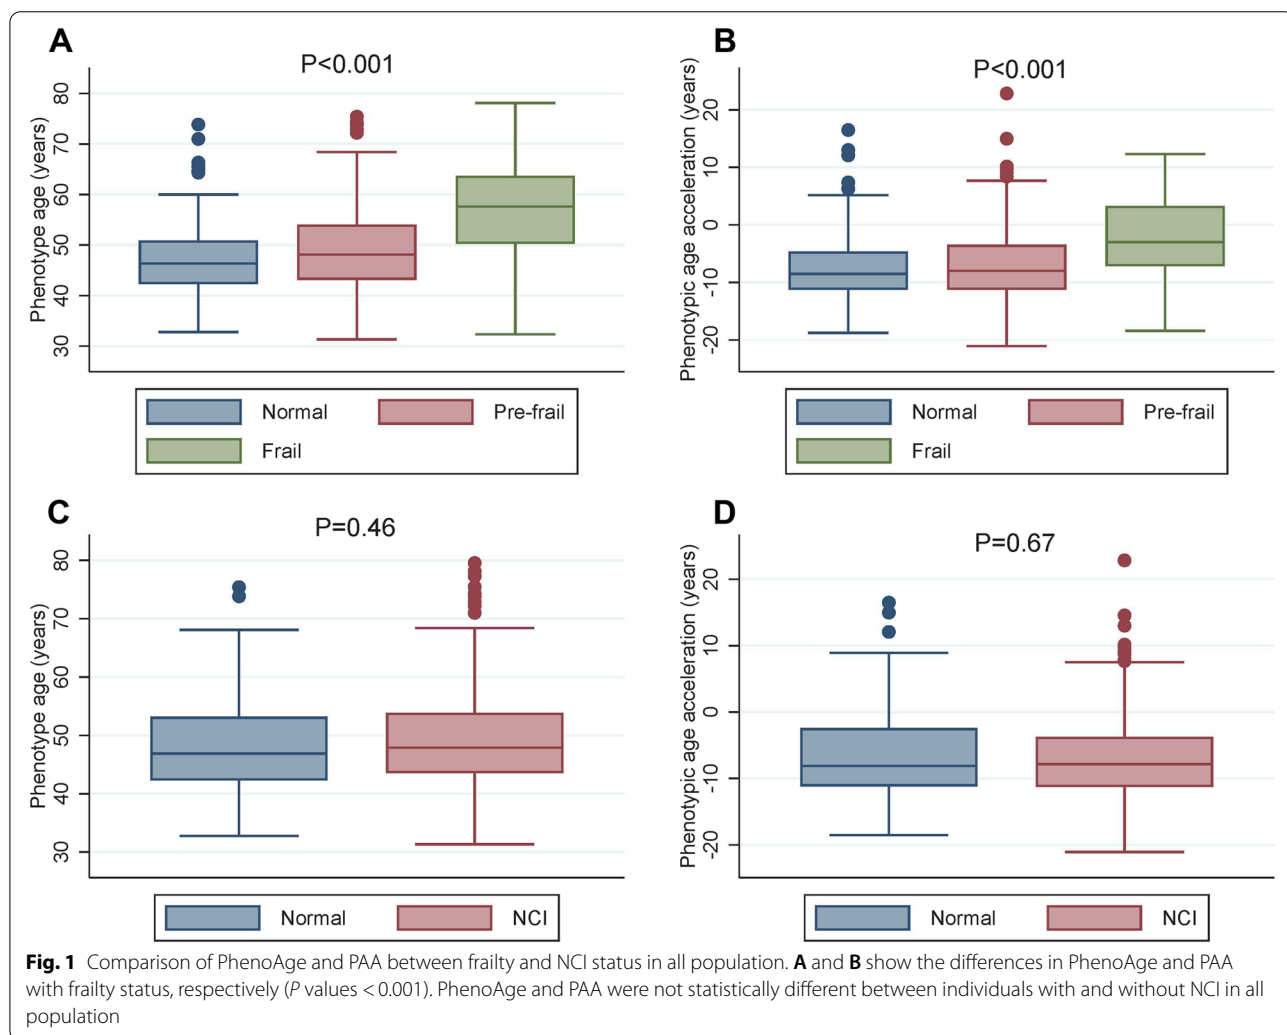 A
P<0.001
Phenotype age (years)
80
70
60
50
40
30
Normal
Pre-frail
Frail
B
P<0.001
Phenotypic age acceleration (years)
20
10
0
-10
-20
Normal
Pre-frail
Frail
C
P=0.46
Phenotype age (years)
80
70
60
50
40
30
Normal
NCI
D
P=0.67
Phenotypic age acceleration (years)
20
10
0
-10
-20
Normal
NCI
Fig. 1 Comparison of PhenoAge and PAA between frailty and NCI status in all population. A and B show the differences in PhenoAge and PAA
with frailty status, respectively (P values < 0.001). PhenoAge and PAA were not statistically different between individuals with and without NCI in all
population